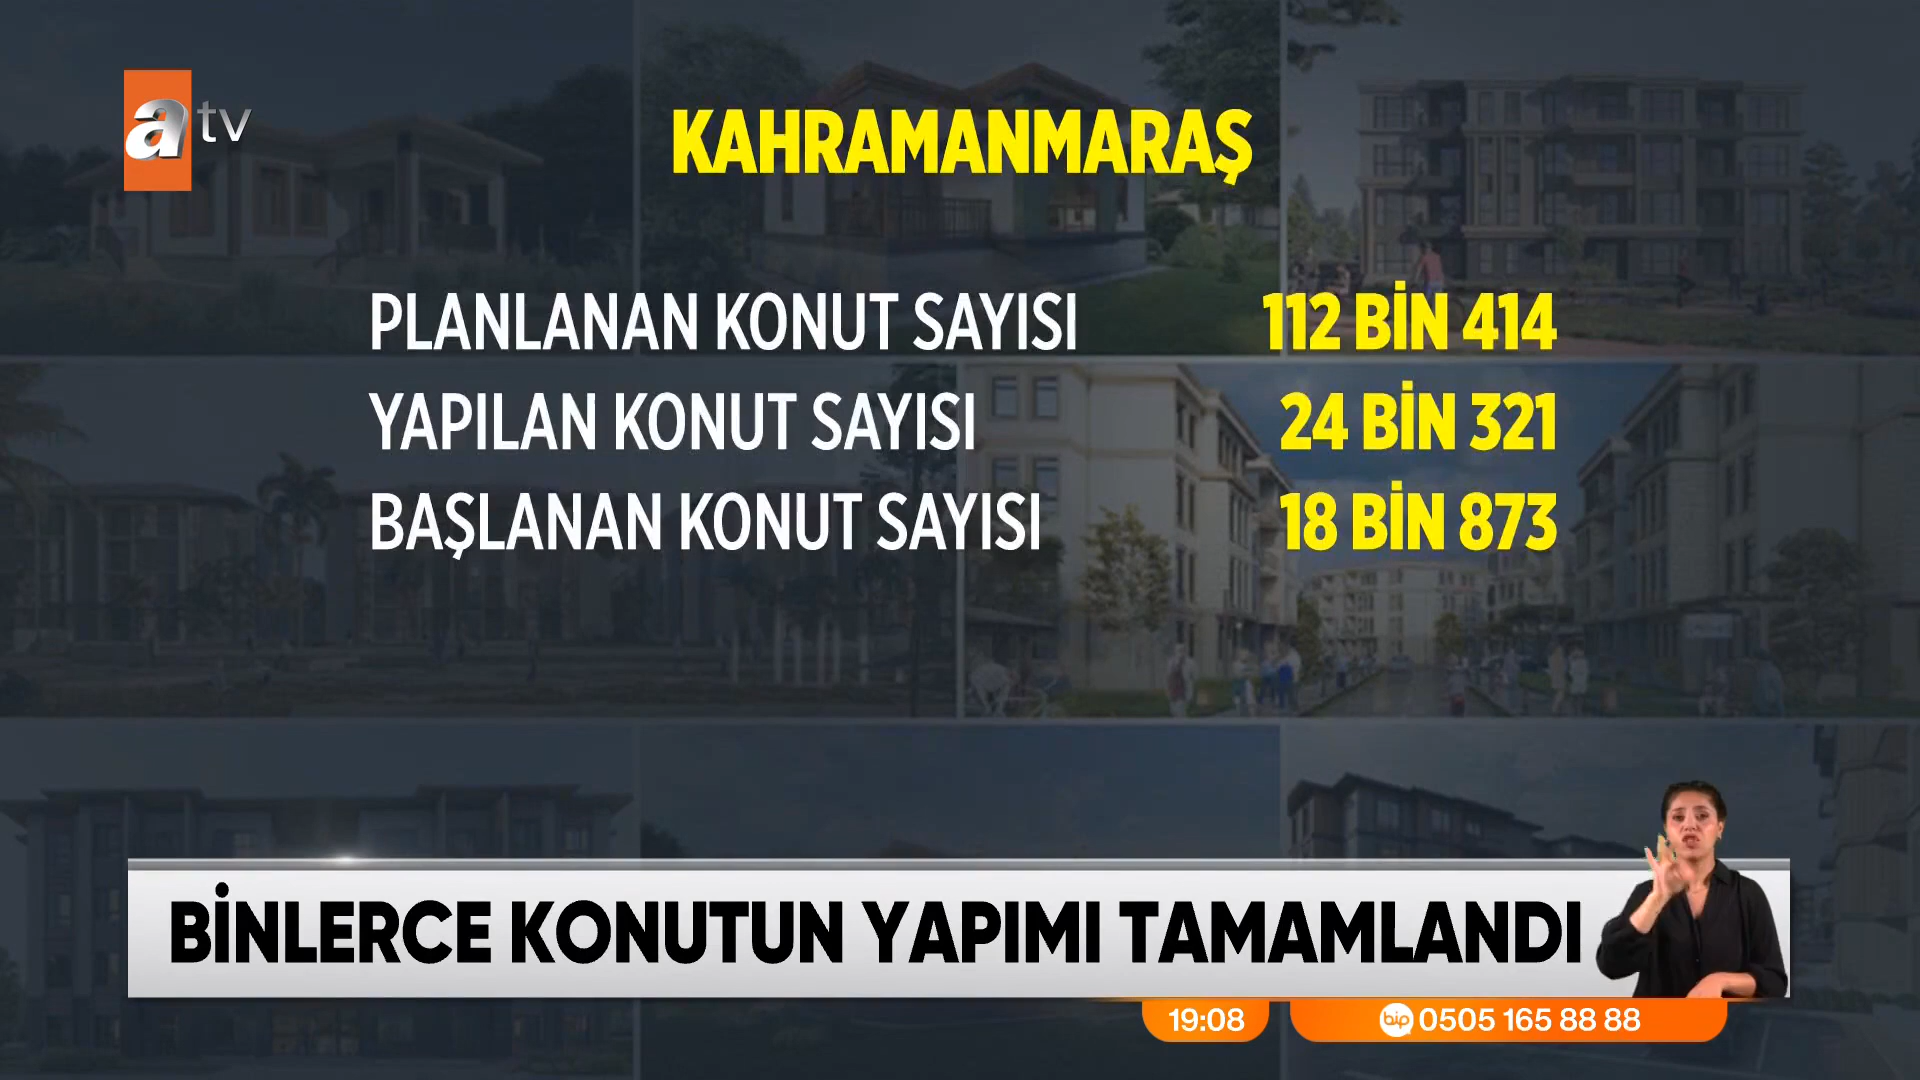 a tv
KAHRAMANMARAŞ
PLANLANAN KONUT SAYISI 112 BİN 414
YAPILAN KONUT SAYISI 24 BİN 321
BAŞLANAN KONUT SAYISI 18 BİN 873
BİNLERCE KONUTUN YAPIMI TAMAMLANDI
19:08 bip 0505 165 88 88